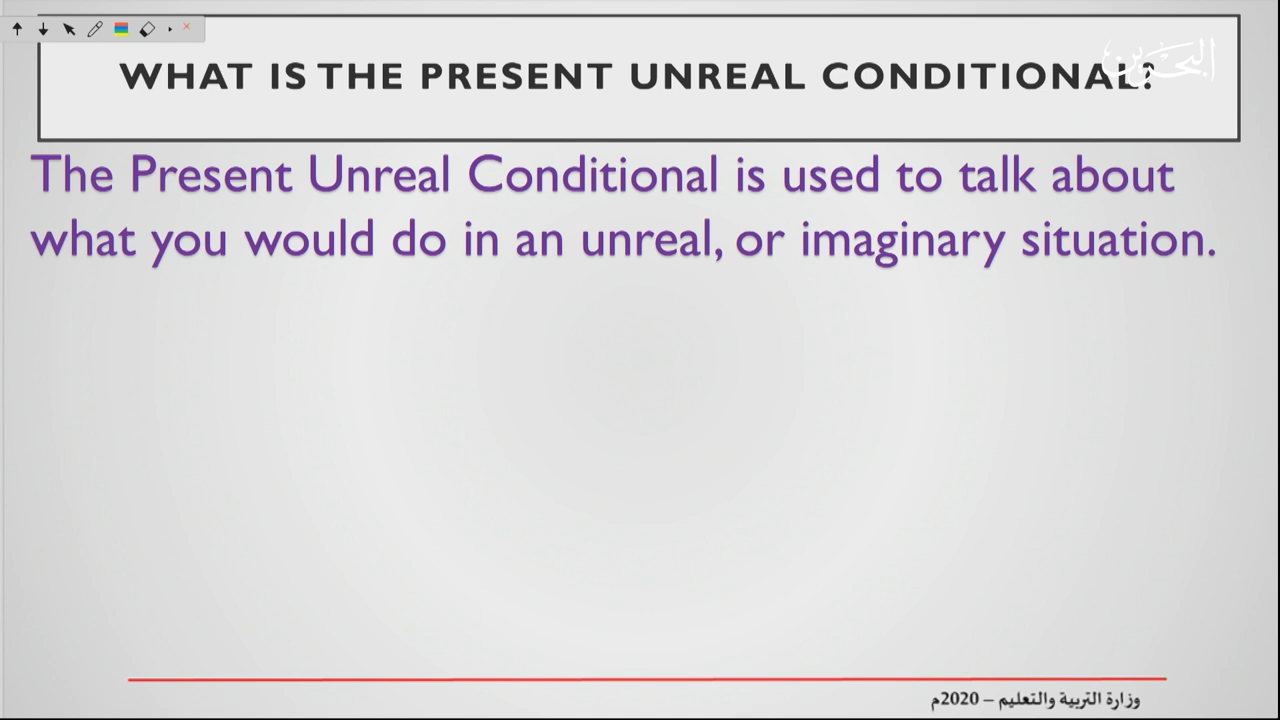 WHAT IS THE PRESENT UNREAL CONDITIONAL?
البحرين
The Present Unreal Conditional is used to talk about
what you would do in an unreal, or imaginary situation.
وزارة التربية والتعليم – 2020م